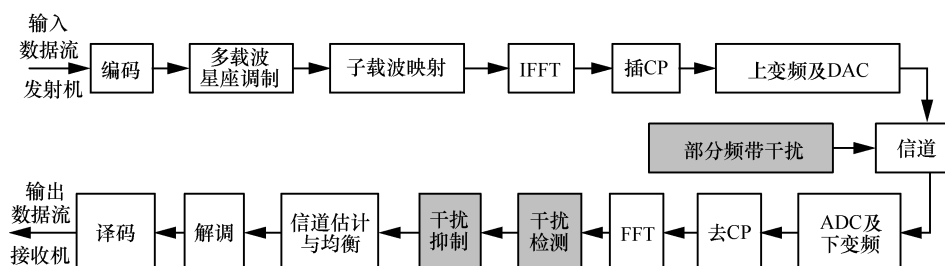 输入
数据流
发射机
编码
多载波
星座调制
子载波映射
IFFT
插CP
上变频及DAC
部分频带干扰
信道
输出
数据流
接收机
译码
解调
信道估计
与均衡
干扰
抑制
干扰
检测
FFT
去CP
ADC及
下变频